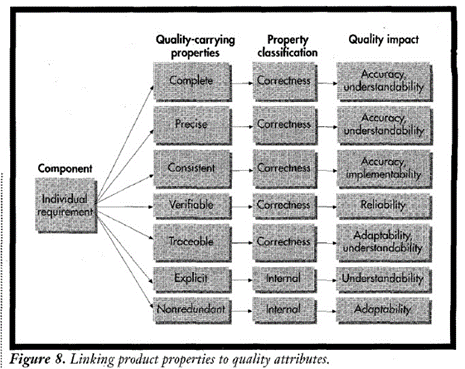 Quality-carrying properties
Property classification
Quality impact
Component
Individual requirement
Complete
Correctness
Accuracy, understandability
Precise
Correctness
Accuracy, understandability
Consistent
Correctness
Accuracy, implementability
Verifiable
Correctness
Reliability
Traceable
Correctness
Adaptability, understandability
Explicit
Internal
Understandability
Nonredundant
Internal
Adaptability
Figure 8. Linking product properties to quality attributes.